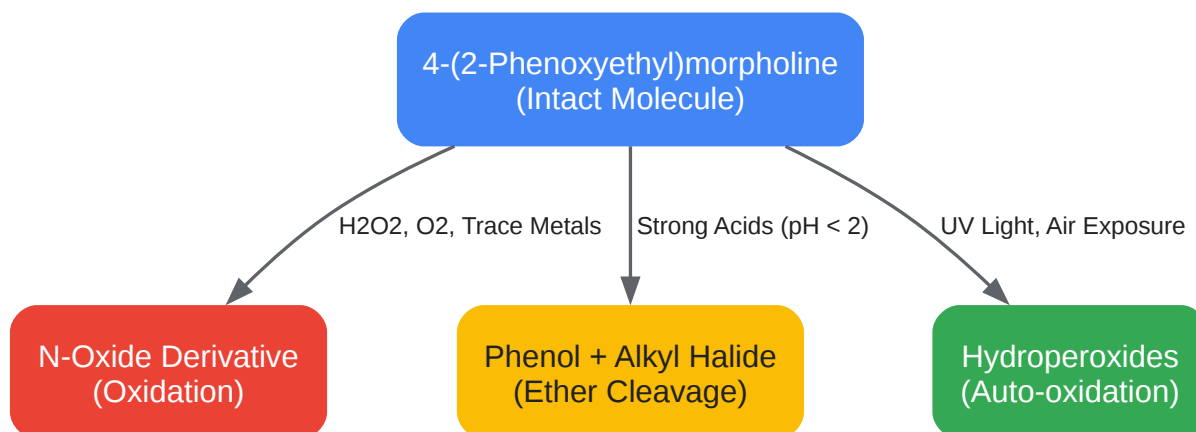 4-(2-Phenoxyethyl)morpholine
(Intact Molecule)
H2O2, O2, Trace Metals
Strong Acids (pH < 2)
UV Light, Air Exposure
N-Oxide Derivative
(Oxidation)
Phenol + Alkyl Halide
(Ether Cleavage)
Hydroperoxides
(Auto-oxidation)